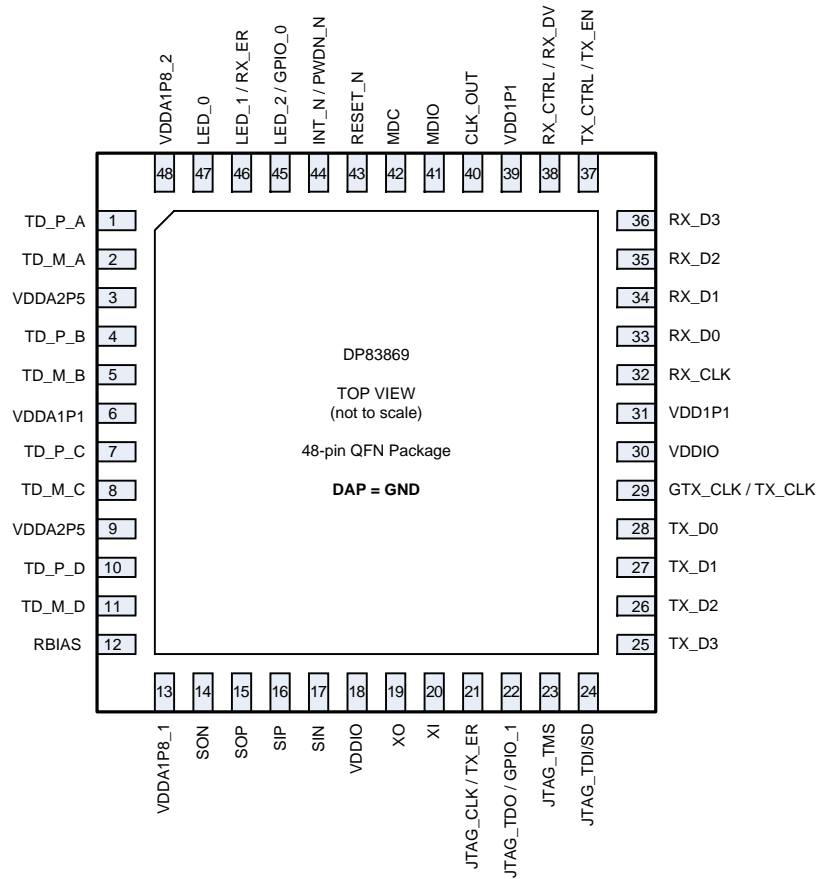 VDDA1P8_2
LED_0
LED_1 / RX_ER
LED_2 / GPIO_0
INT_N / PWDN_N
RESET_N
MDC
MDIO
CLK_OUT
VDD1P1
RX_CTRL / RX_DV
TX_CTRL / TX_EN
48 47 46 45 44 43 42 41 40 39 38 37
TD_P_A 1
TD_M_A 2
VDDA2P5 3
TD_P_B 4
TD_M_B 5
VDDA1P1 6
TD_P_C 7
TD_M_C 8
VDDA2P5 9
TD_P_D 10
TD_M_D 11
RBIAS 12
DP83869
TOP VIEW
(not to scale)
48-pin QFN Package
DAP = GND
36 RX_D3
35 RX_D2
34 RX_D1
33 RX_D0
32 RX_CLK
31 VDD1P1
30 VDDIO
29 GTX_CLK / TX_CLK
28 TX_D0
27 TX_D1
26 TX_D2
25 TX_D3
13 14 15 16 17 18 19 20 21 22 23 24
VDDA1P8_1
SON
SOP
SIP
SIN
VDDIO
XO
XI
JTAG_CLK / TX_ER
JTAG_TDO / GPIO_1
JTAG_TMS
JTAG_TDI/SD